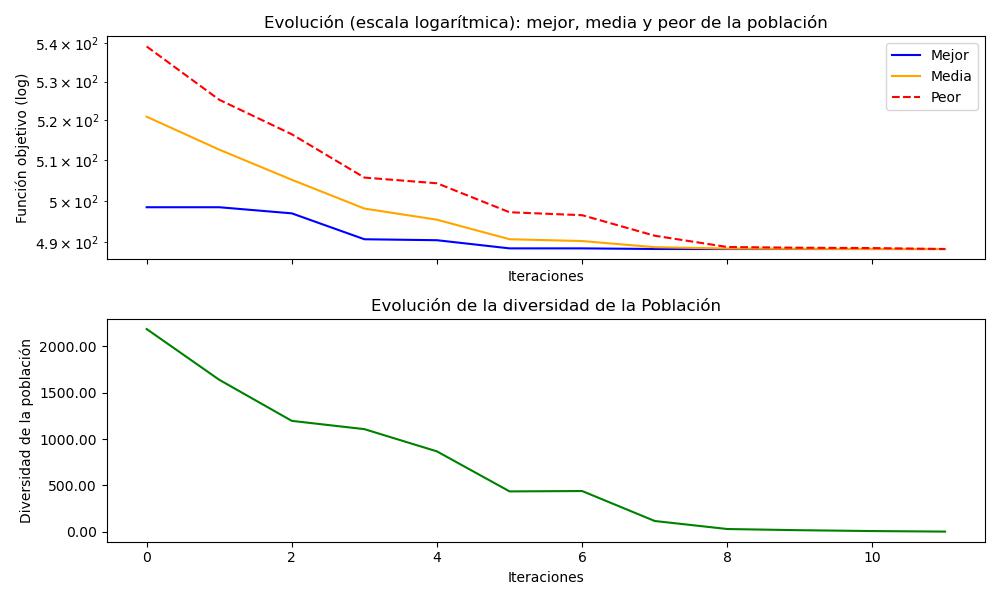 Evolución (escala logarítmica): mejor, media y peor de la población
Función objetivo (log)
5.4 × 10²
5.3 × 10²
5.2 × 10²
5.1 × 10²
5 × 10²
4.9 × 10²
Mejor
Media
Peor
Iteraciones
Evolución de la diversidad de la Población
Diversidad de la población
2000.00
1500.00
1000.00
500.00
0.00
0 2 4 6 8 10
Iteraciones